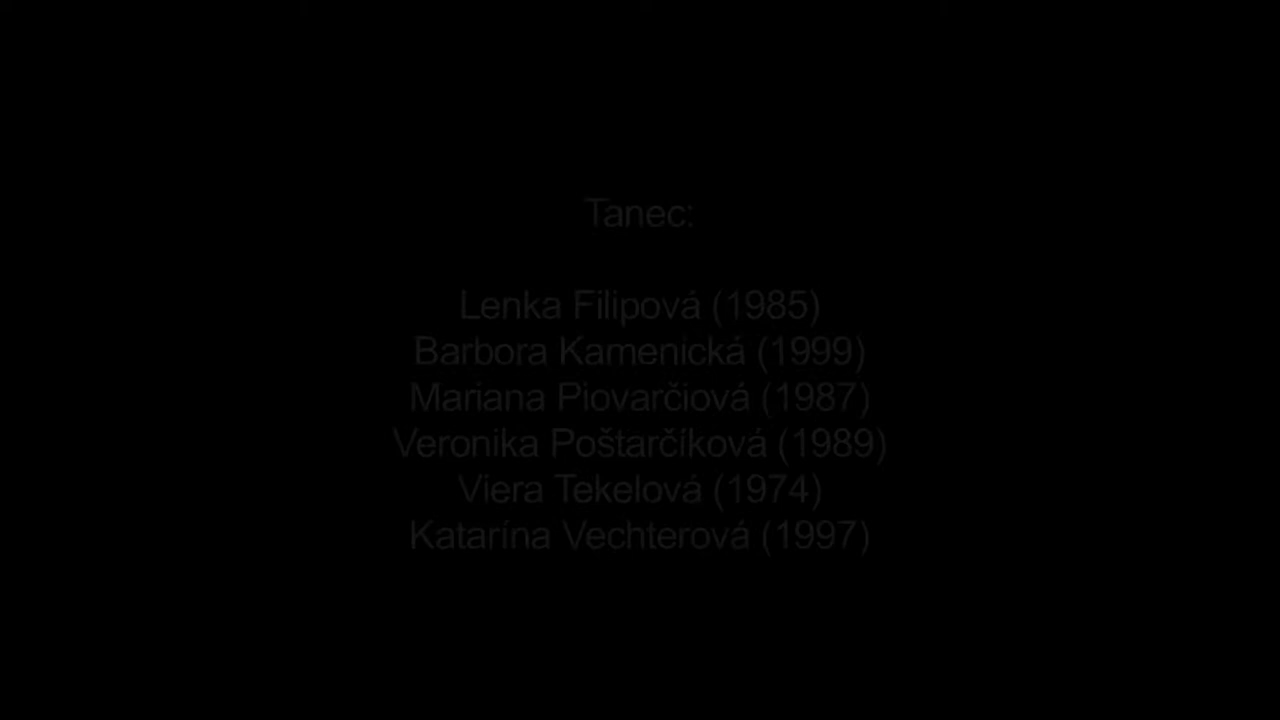 Tanec:
Lenka Filipová (1985)
Barbora Kamenická (1999)
Mariana Piovarčiová (1987)
Veronika Poštarčíková (1989)
Viera Tekelová (1974)
Katarína Vechterová (1997)